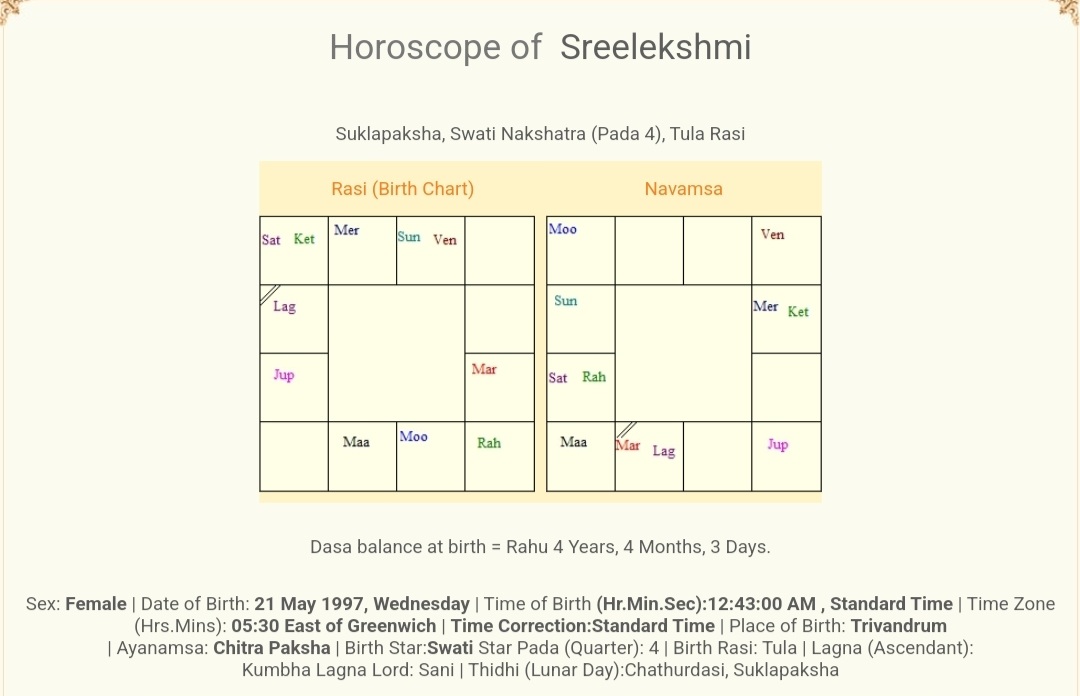 Horoscope of Sreelekshmi
Suklapaksha, Swati Nakshatra (Pada 4), Tula Rasi
Rasi (Birth Chart)
Sat Ket Mer Sun Ven
Lag
Jup Mar
Maa Moo Rah
Navamsa
Moo Ven
Sun Mer Ket
Sat Rah
Maa Mar Lag Jup
Dasa balance at birth = Rahu 4 Years, 4 Months, 3 Days.
Sex: Female | Date of Birth: 21 May 1997, Wednesday | Time of Birth (Hr.Min.Sec):12:43:00 AM , Standard Time | Time Zone
(Hrs.Mins): 05:30 East of Greenwich | Time Correction:Standard Time | Place of Birth: Trivandrum
| Ayanamsa: Chitra Paksha | Birth Star:Swati Star Pada (Quarter): 4 | Birth Rasi: Tula | Lagna (Ascendant):
Kumbha Lagna Lord: Sani | Thidhi (Lunar Day):Chathurdasi, Suklapaksha